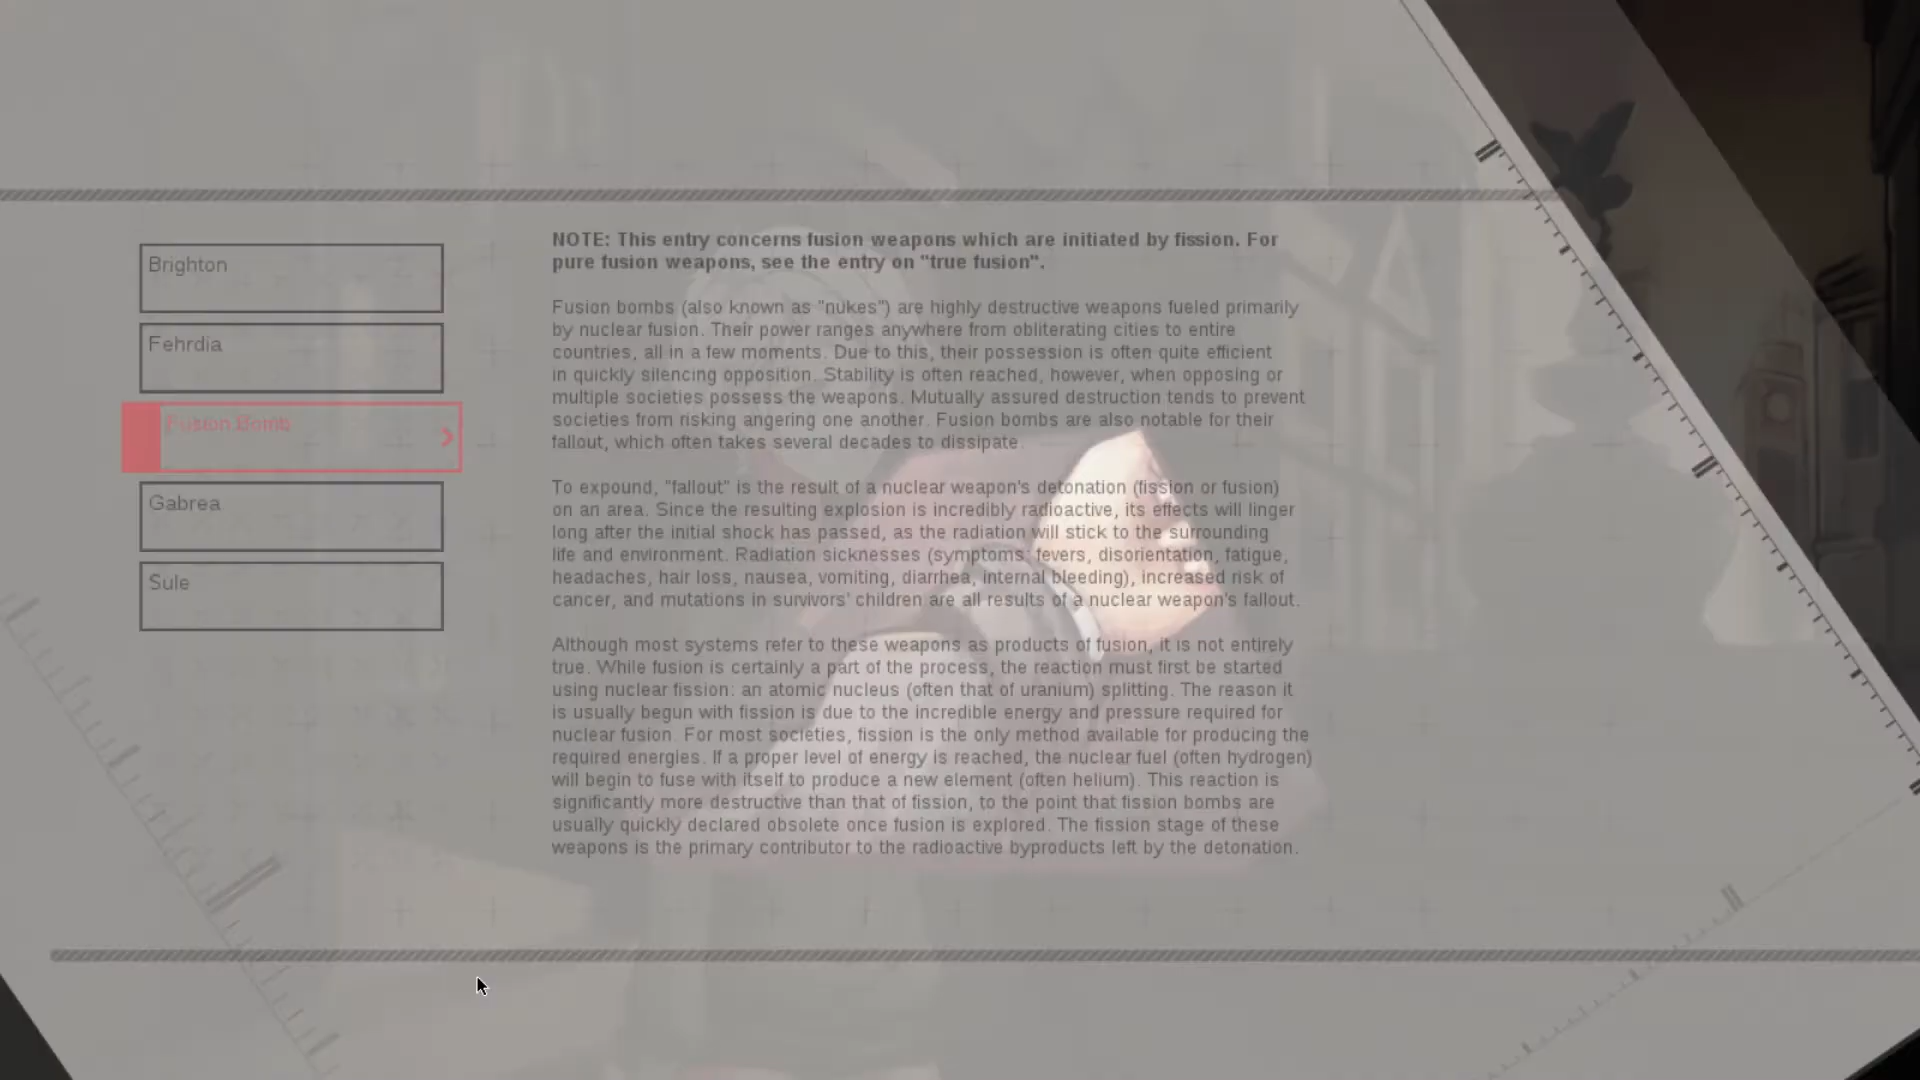 Brighton
Fehrdia
Fusion Bomb
Gabrea
Sule
NOTE: This entry concerns fusion weapons which are initiated by fission. For
pure fusion weapons, see the entry on "true fusion".
Fusion bombs (also known as "nukes") are highly destructive weapons fueled primarily
by nuclear fusion. Their power ranges anywhere from obliterating cities to entire
countries, all in a few moments. Due to this, their possession is often quite efficient
in quickly silencing opposition. Stability is often reached, however, when opposing or
multiple societies possess the weapons. Mutually assured destruction tends to prevent
societies from risking angering one another. Fusion bombs are also notable for their
fallout, which often takes several decades to dissipate.
To expound, "fallout" is the result of a nuclear weapon's detonation (fission or fusion)
on an area. Since the resulting explosion is incredibly radioactive, its effects will linger
long after the initial shock has passed, as the radiation will stick to the surrounding
life and environment. Radiation sicknesses (symptoms: fevers, disorientation, fatigue,
headaches, hair loss, nausea, vomiting, diarrhea, internal bleeding), increased risk of
cancer, and mutations in survivors' children are all results of a nuclear weapon's fallout.
Although most systems refer to these weapons as products of fusion, it is not entirely
true. While fusion is certainly a part of the process, the reaction must first be started
using nuclear fission: an atomic nucleus (often that of uranium) splitting. The reason it
is usually begun with fission is due to the incredible energy and pressure required for
nuclear fusion. For most societies, fission is the only method available for producing the
required energies. If a proper level of energy is reached, the nuclear fuel (often hydrogen)
will begin to fuse with itself to produce a new element (often helium). This reaction is
significantly more destructive than that of fission, to the point that fission bombs are
usually quickly declared obsolete once fusion is explored. The fission stage of these
weapons is the primary contributor to the radioactive byproducts left by the detonation.